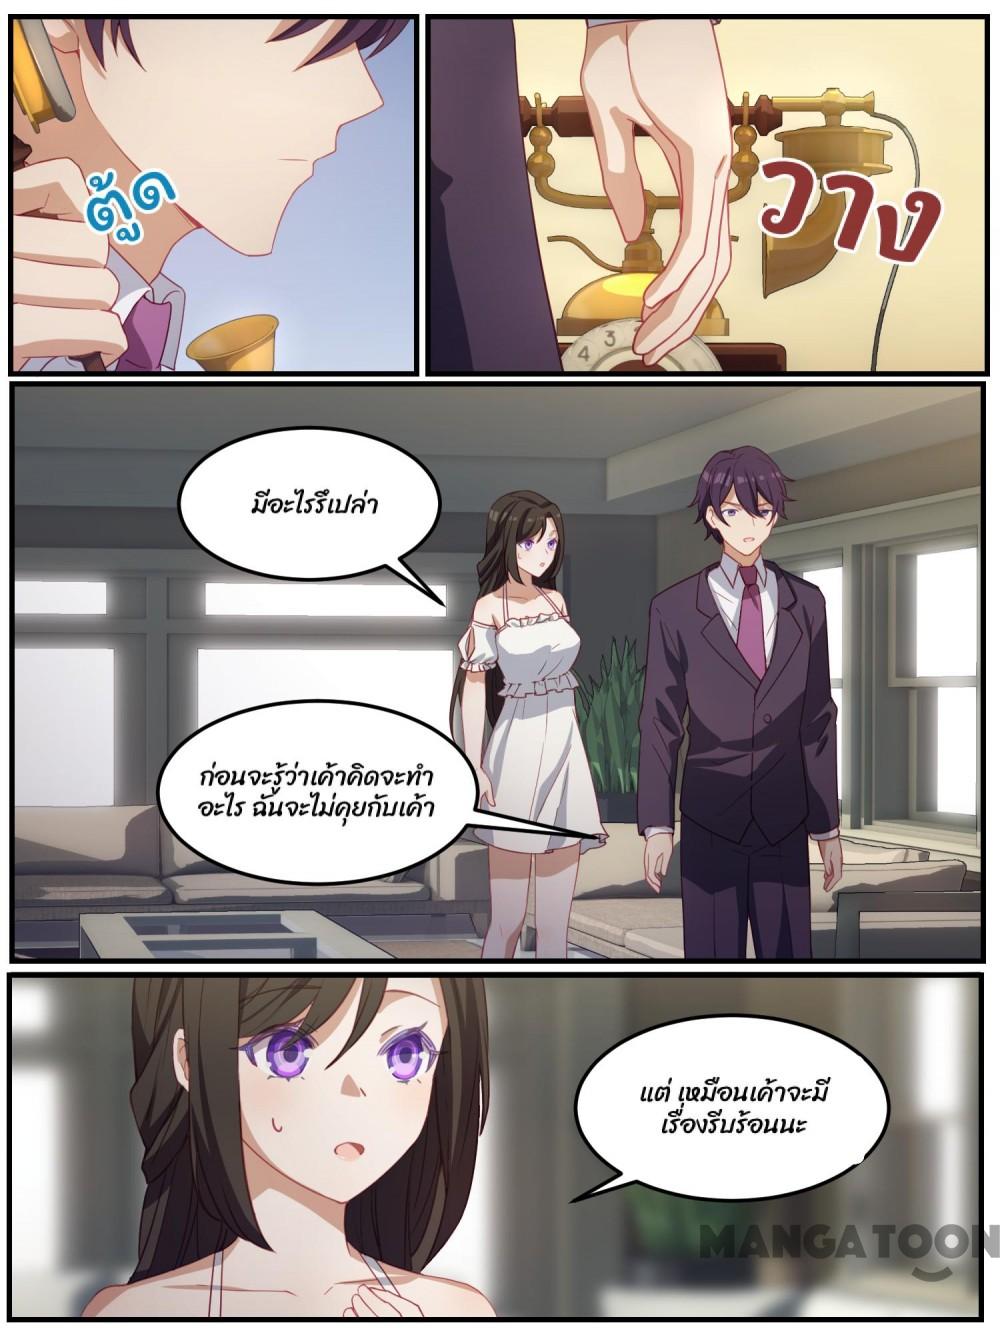 ตู้ด
วาง
4 3
มีอะไรรึเปล่า
ก่อนจะรู้ว่าเค้าคิดจะทำ
อะไร ฉันจะไม่คุยกับเค้า
แต่ เหมือนเค้าจะมี
เรื่องรีบร้อนนะ
MANGATOON